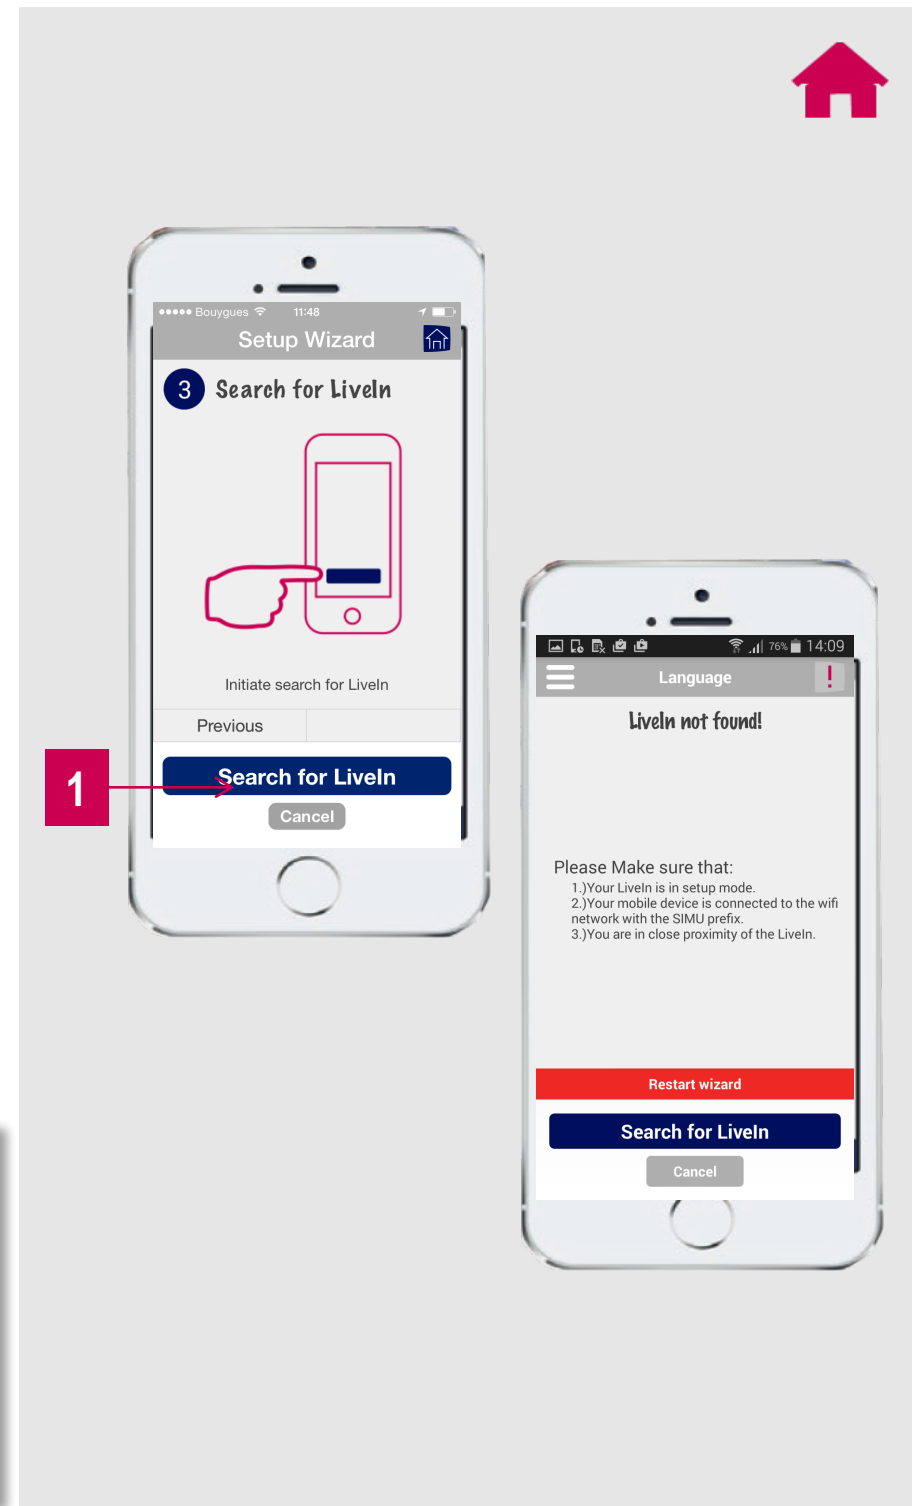 ●●●●● Bouygues 11:48
Setup Wizard
3 Search for LiveIn
Initiate search for LiveIn
Previous
1
Search for LiveIn
Cancel
76% 14:09
Language !
LiveIn not found!
Please Make sure that:
1.)Your LiveIn is in setup mode.
2.)Your mobile device is connected to the wifi
network with the SIMU prefix.
3.)You are in close proximity of the LiveIn.
Restart wizard
Search for LiveIn
Cancel